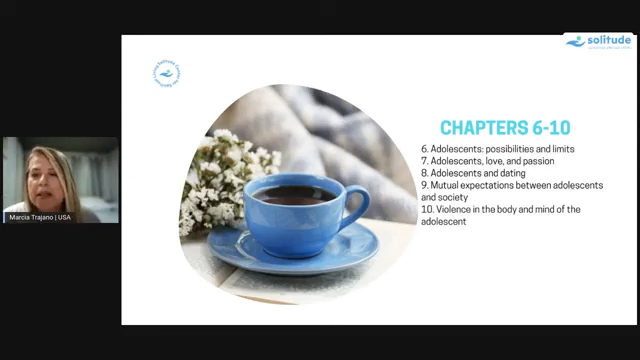 solitude
CHAPTERS 6-10
6. Adolescents: possibilities and limits
7. Adolescents, love, and passion
8. Adolescents and dating
9. Mutual expectations between adolescents
and society
10. Violence in the body and mind of the
adolescent
Marcia Trajano | USA